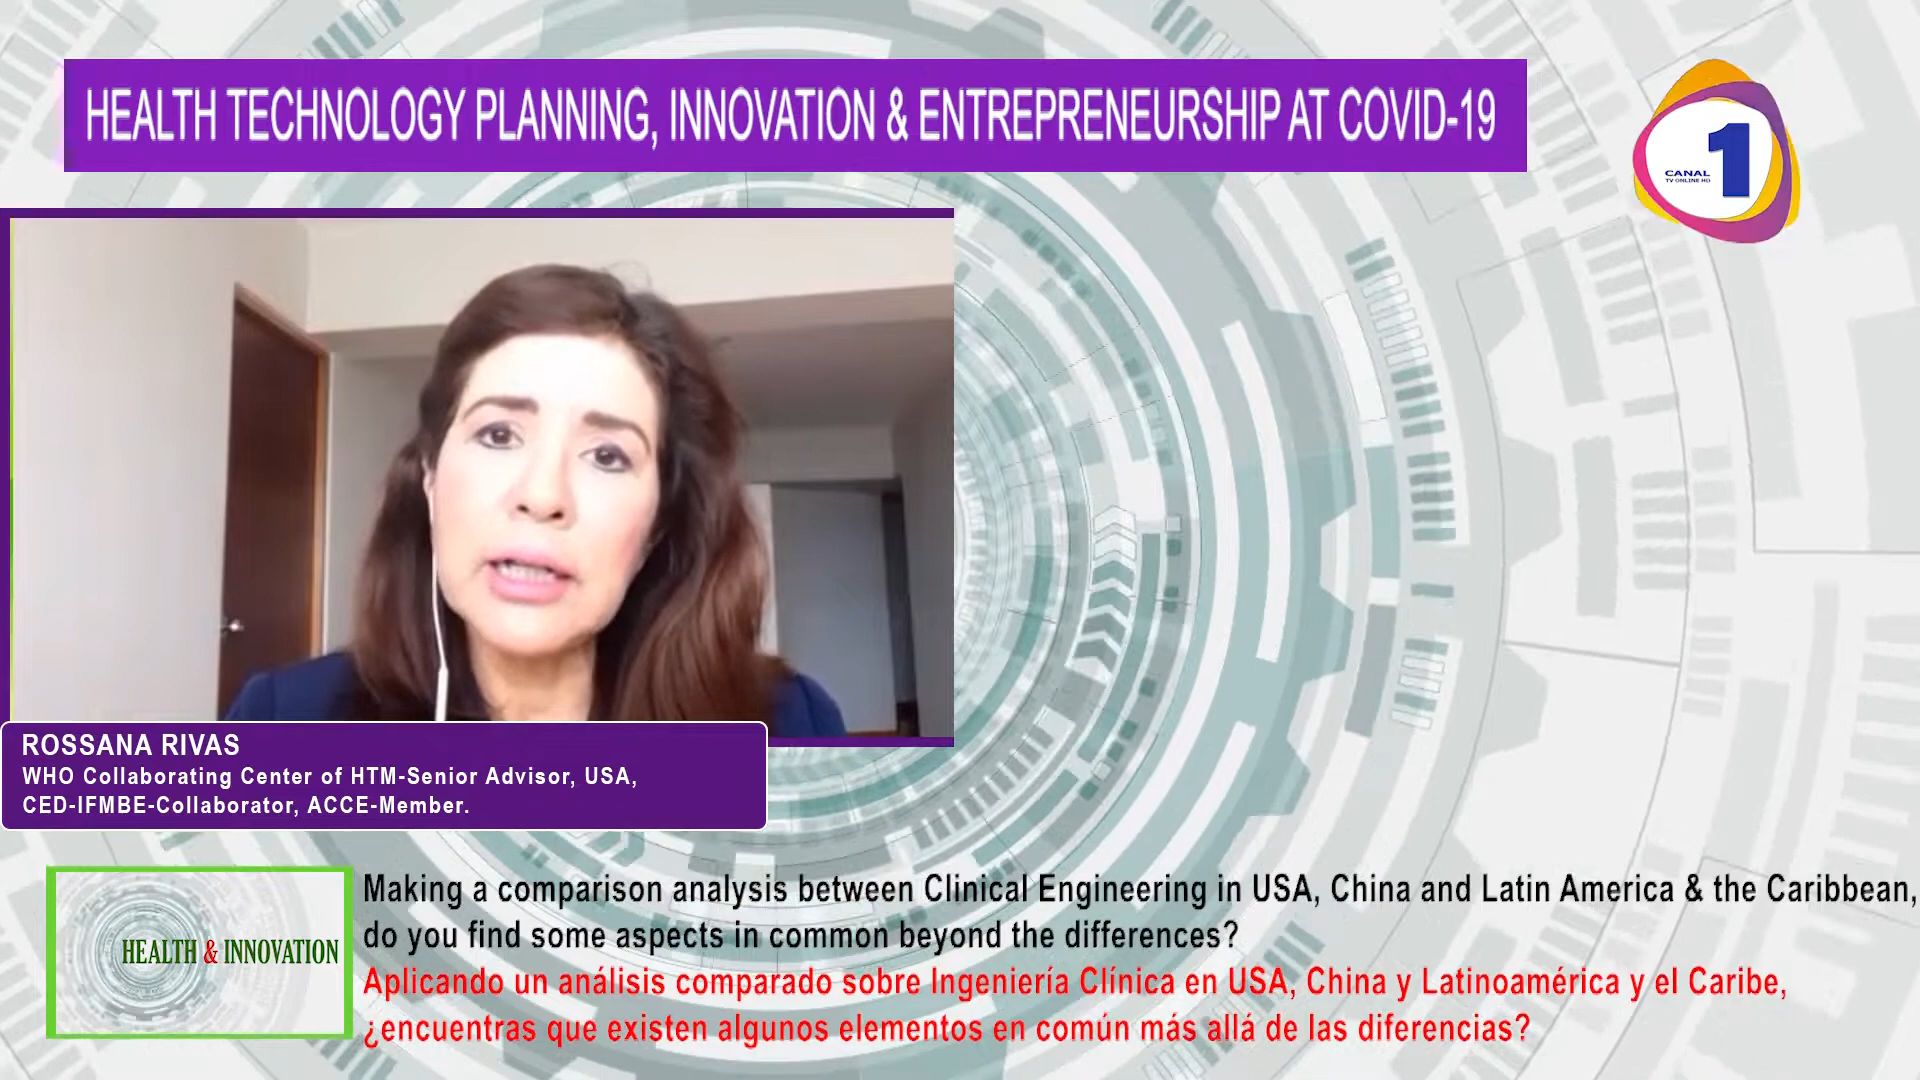 HEALTH TECHNOLOGY PLANNING, INNOVATION & ENTREPRENEURSHIP AT COVID-19
CANAL 1
TV ONLINE HD
ROSSANA RIVAS
WHO Collaborating Center of HTM-Senior Advisor, USA,
CED-IFMBE-Collaborator, ACCE-Member.
HEALTH & INNOVATION
Making a comparison analysis between Clinical Engineering in USA, China and Latin America & the Caribbean,
do you find some aspects in common beyond the differences?
Aplicando un análisis comparado sobre Ingeniería Clínica en USA, China y Latinoamérica y el Caribe,
¿encuentras que existen algunos elementos en común más allá de las diferencias?